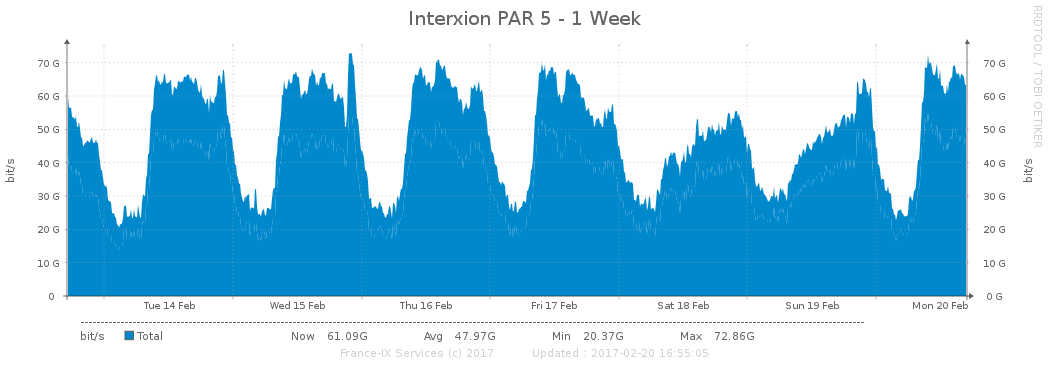 Interxion PAR 5 - 1 Week
RRDTOOL / TOBI OETIKER
bit/s
70 G 70 G
60 G 60 G
50 G 50 G
40 G 40 G
30 G 30 G
20 G 20 G
10 G 10 G
0 0 G
bit/s
Tue 14 Feb Wed 15 Feb Thu 16 Feb Fri 17 Feb Sat 18 Feb Sun 19 Feb Mon 20 Feb
bit/s Total Now 61.09G Avg 47.97G Min 20.37G Max 72.86G
France-IX Services (c) 2017 Updated : 2017-02-20 16:55:05